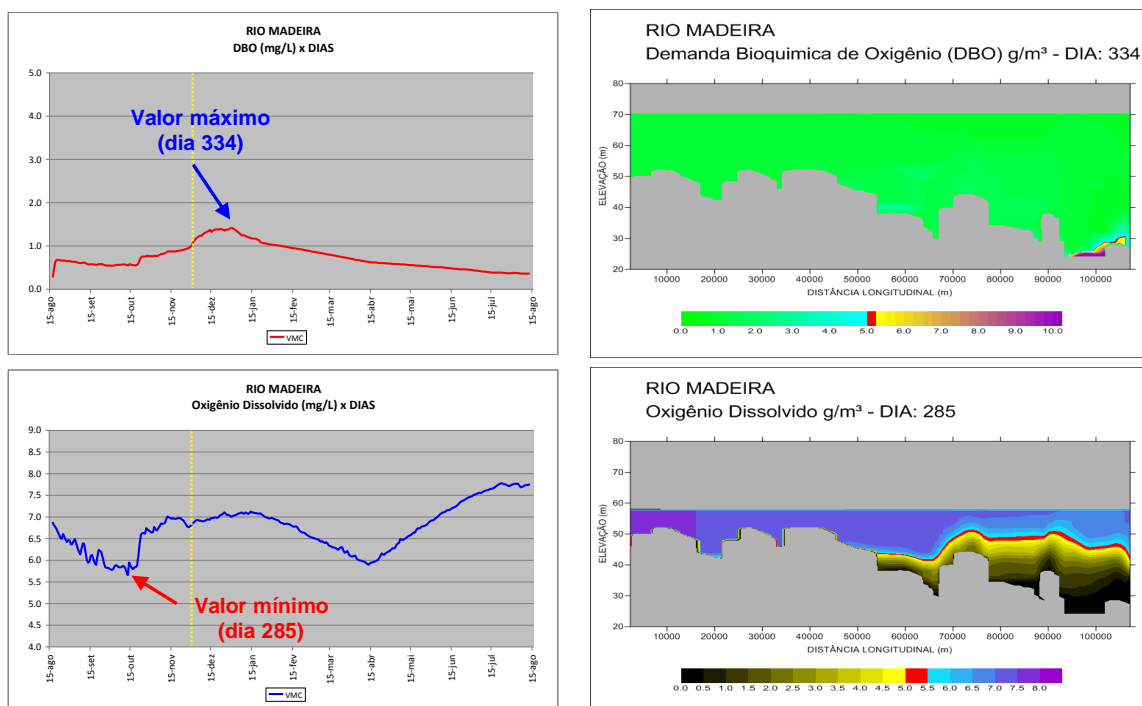 RIO MADEIRA
DBO (mg/L) x DIAS
5.0
4.0
3.0
2.0
1.0
0.0
Valor máximo
(dia 334)
15-ago
15-set
15-out
15-nov
15-dez
15-jan
15-fev
15-mar
15-abr
15-mai
15-jun
15-jul
15-ago
VMC
RIO MADEIRA
Demanda Bioquimica de Oxigênio (DBO) g/m³ - DIA: 334
80
70
60
50
40
30
20
ELEVAÇÃO (m)
10000 20000 30000 40000 50000 60000 70000 80000 90000 100000
DISTÂNCIA LONGITUDINAL (m)
0.0 1.0 2.0 3.0 4.0 5.0 6.0 7.0 8.0 9.0 10.0
RIO MADEIRA
Oxigênio Dissolvido (mg/L) x DIAS
9.0
8.5
8.0
7.5
7.0
6.5
6.0
5.5
5.0
4.5
4.0
Valor mínimo
(dia 285)
15-ago
15-set
15-out
15-nov
15-dez
15-jan
15-fev
15-mar
15-abr
15-mai
15-jun
15-jul
15-ago
VMC
RIO MADEIRA
Oxigênio Dissolvido g/m³ - DIA: 285
80
70
60
50
40
30
20
ELEVAÇÃO (m)
10000 20000 30000 40000 50000 60000 70000 80000 90000 100000
DISTÂNCIA LONGITUDINAL (m)
0.0 0.5 1.0 1.5 2.0 2.5 3.0 3.5 4.0 4.5 5.0 5.5 6.0 6.5 7.0 7.5 8.0